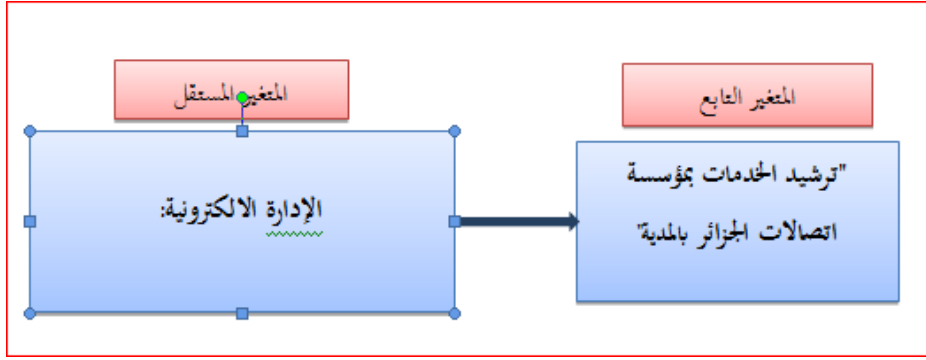 المتغير المستقل
المتغير التابع
الإدارة الالكترونية:
"ترشيد الخدمات بمؤسسة
اتصالات الجزائر بالمدية"